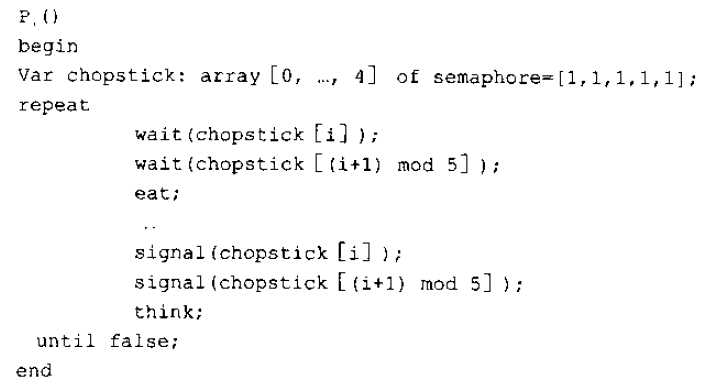 P_i()
begin
Var chopstick: array [0, …, 4] of semaphore=[1,1,1,1,1];
repeat
wait(chopstick [i] );
wait(chopstick [ (i+1) mod 5] );
eat;
..
signal(chopstick [i] );
signal(chopstick [ (i+1) mod 5] );
think;
until false;
end